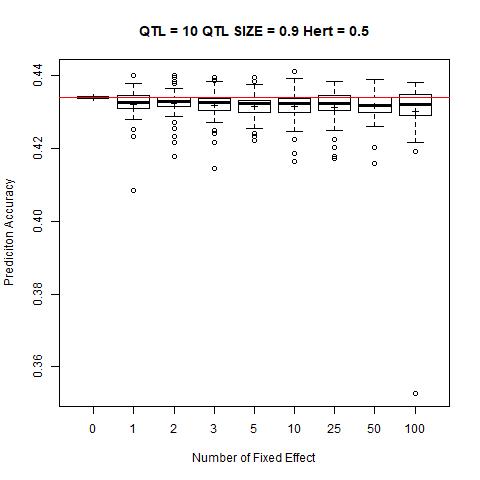 QTL = 10 QTL SIZE = 0.9 Hert = 0.5
0.44
0.42
0.40
0.38
0.36
Prediciton Accuracy
0 1 2 3 5 10 25 50 100
Number of Fixed Effect